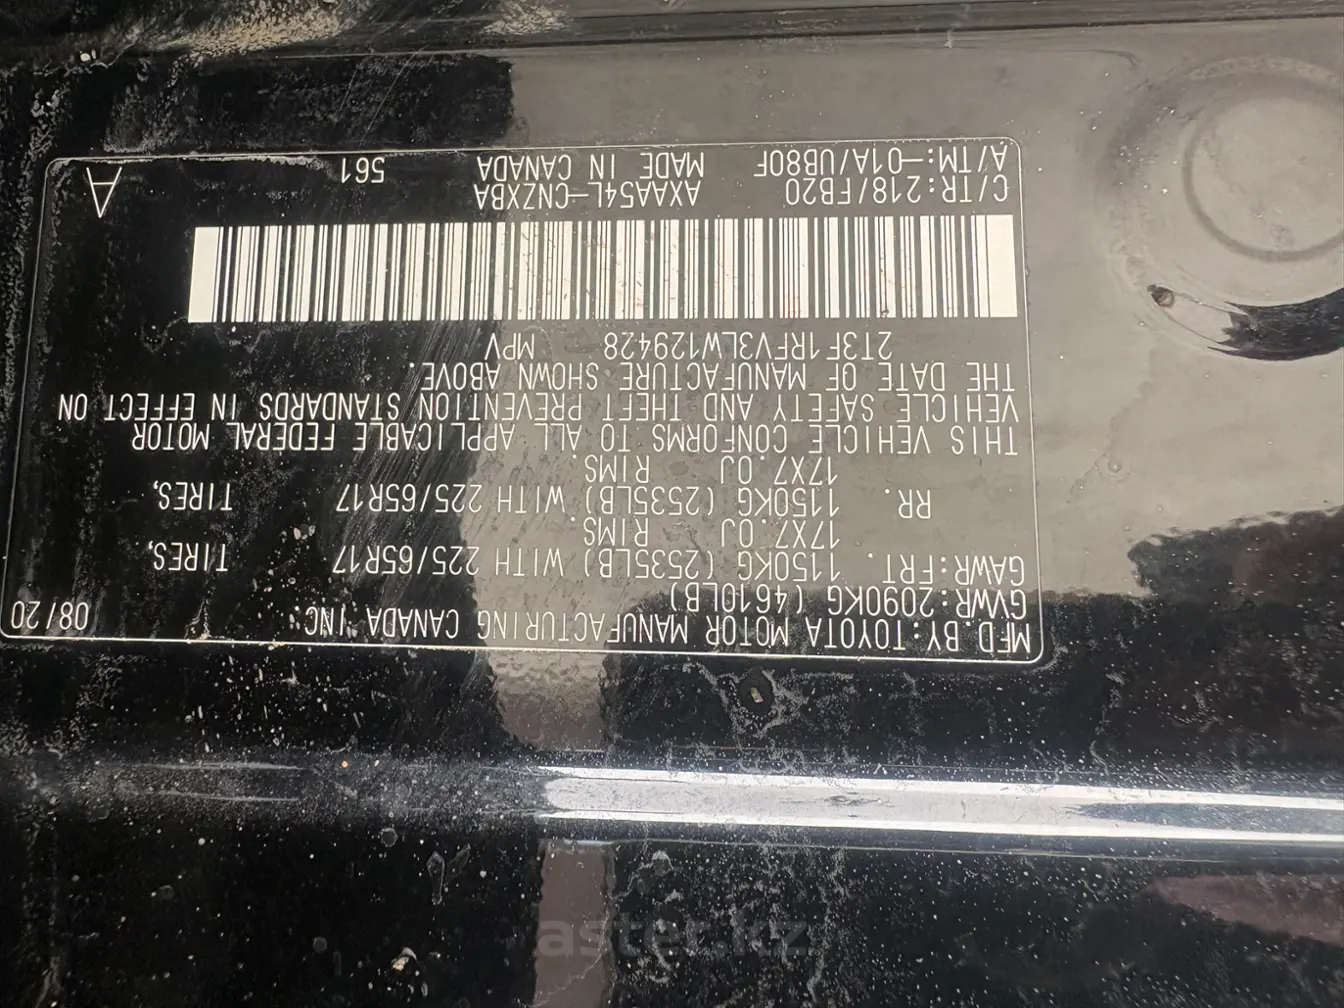 MFD.BY:TOYOTA MOTOR MANUFACTURING CANADA INC. 08/20
GVWR:2090KG (4610LB)
GAWR:FRT. 1150KG (2535LB) WITH 225/65R17 TIRES,
17X7.0J RIMS.
RR. 1150KG (2535LB) WITH 225/65R17 TIRES,
17X7.0J RIMS.
THIS VEHICLE CONFORMS TO ALL APPLICABLE FEDERAL MOTOR
VEHICLE SAFETY AND THEFT PREVENTION STANDARDS IN EFFECT ON
THE DATE OF MANUFACTURE SHOWN ABOVE.
2T3F1RFV3LW129428 MPV
C/TR:218/FB20 AXAA54L-CNZXBA
A/TM:-01A/UB80F MADE IN CANADA 561 A
aster.kz